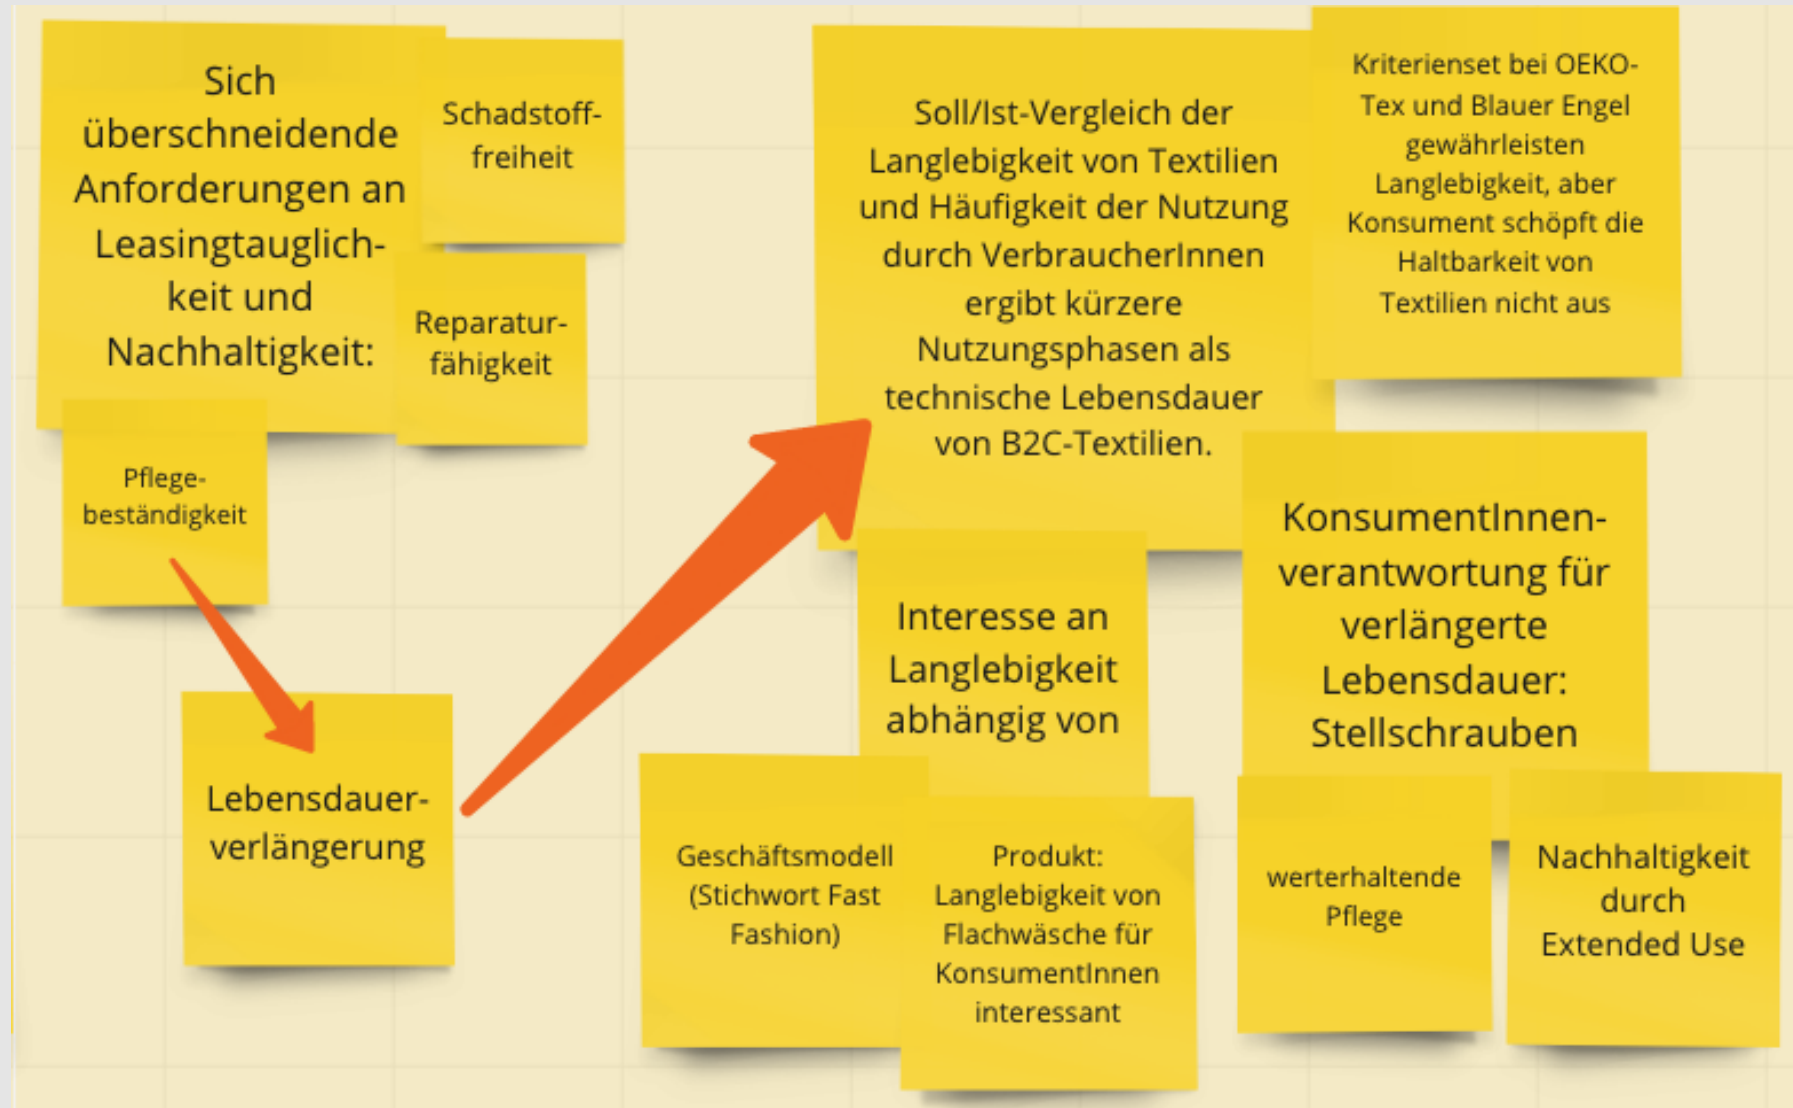 Sich
überschneidende
Anforderungen an
Leasingtauglich-
keit und
Nachhaltigkeit:
Schadstoff-
freiheit
Reparatur-
fähigkeit
Pflege-
beständigkeit
Lebensdauer-
verlängerung
Soll/Ist-Vergleich der
Langlebigkeit von Textilien
und Häufigkeit der Nutzung
durch VerbraucherInnen
ergibt kürzere
Nutzungsphasen als
technische Lebensdauer
von B2C-Textilien.
Kriterienset bei OEKO-
Tex und Blauer Engel
gewährleisten
Langlebigkeit, aber
Konsument schöpft die
Haltbarkeit von
Textilien nicht aus
Interesse an
Langlebigkeit
abhängig von
Geschäftsmodell
(Stichwort Fast
Fashion)
Produkt:
Langlebigkeit von
Flachwäsche für
KonsumentInnen
interessant
KonsumentInnen-
verantwortung für
verlängerte
Lebensdauer:
Stellschrauben
werterhaltende
Pflege
Nachhaltigkeit
durch
Extended Use